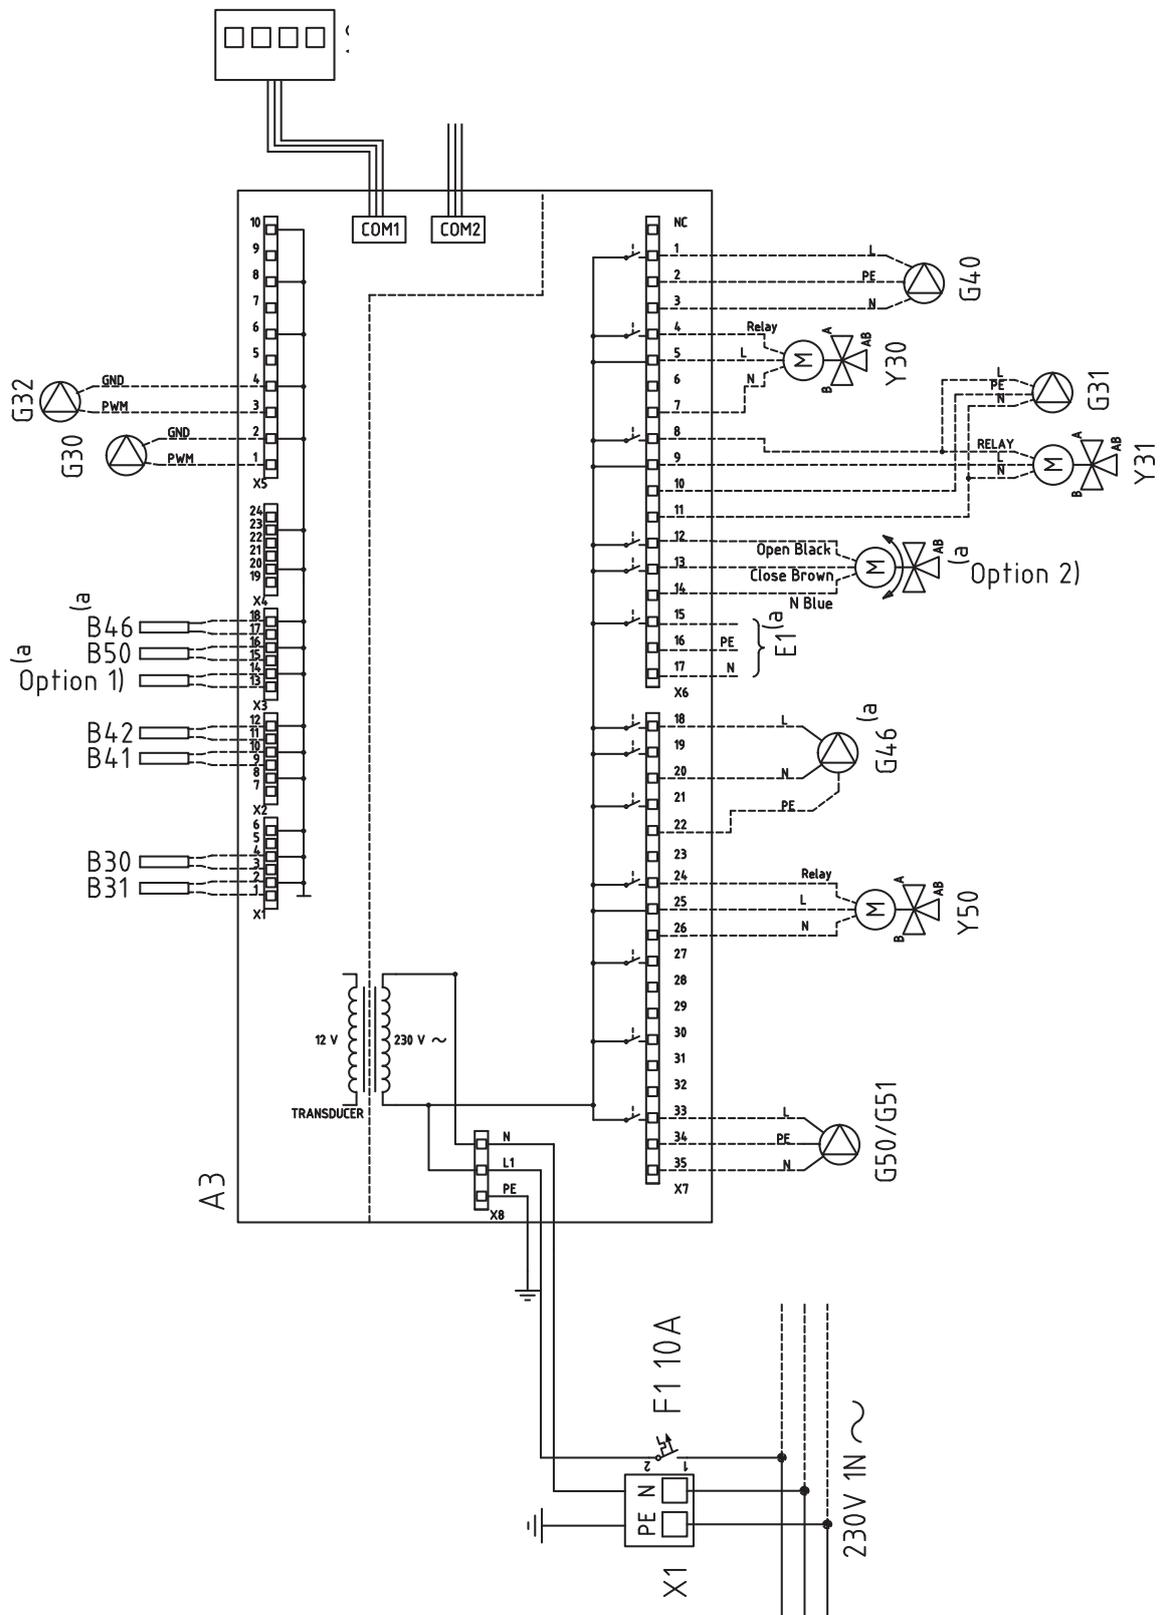 COM1
COM2
10
9
8
7
6
5
4
3
2
1
X5
G32
GND
PWM
G30
GND
PWM
24
23
22
21
20
19
X4
18
17
16
15
14
13
X3
(a
B46
B50
(a
Option 1)
12
11
10
9
8
7
X2
B42
B41
6
5
4
3
2
1
X1
B30
B31
NC
1
2
3
4
5
6
7
8
9
10
11
12
13
14
15
16
17
X6
L
PE
N
G40
Relay
L
N
M
A
AB
B
Y30
L
PE
N
G31
RELAY
L
N
M
A
AB
B
Y31
Open Black
Close Brown
N Blue
M
AB
(a
Option 2)
PE
N
E1 (a
18
19
20
21
22
23
24
25
26
27
28
29
30
31
32
33
34
35
X7
L
N
PE
G46 (a
Relay
L
N
M
A
AB
B
Y50
L
PE
N
G50/G51
12 V
230 V ~
TRANSDUCER
N
L1
PE
X8
A3
F1 10A
2
1
PE N
X1
230V 1N ~